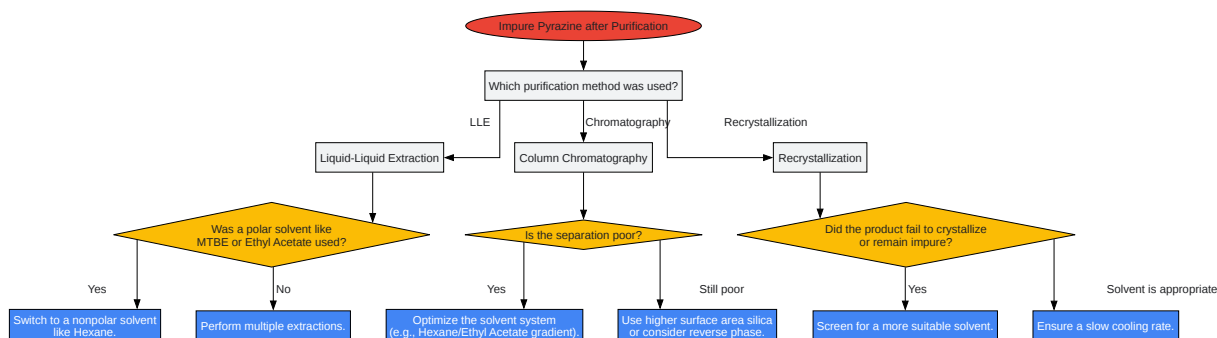 Impure Pyrazine after Purification
Which purification method was used?
LLE
Chromatography
Recrystallization
Liquid-Liquid Extraction
Column Chromatography
Recrystallization
Was a polar solvent like
MTBE or Ethyl Acetate used?
Is the separation poor?
Did the product fail to crystallize
or remain impure?
Yes
No
Yes
Still poor
Yes
Solvent is appropriate
Switch to a nonpolar solvent
like Hexane.
Perform multiple extractions.
Optimize the solvent system
(e.g., Hexane/Ethyl Acetate gradient).
Use higher surface area silica
or consider reverse phase.
Screen for a more suitable solvent.
Ensure a slow cooling rate.